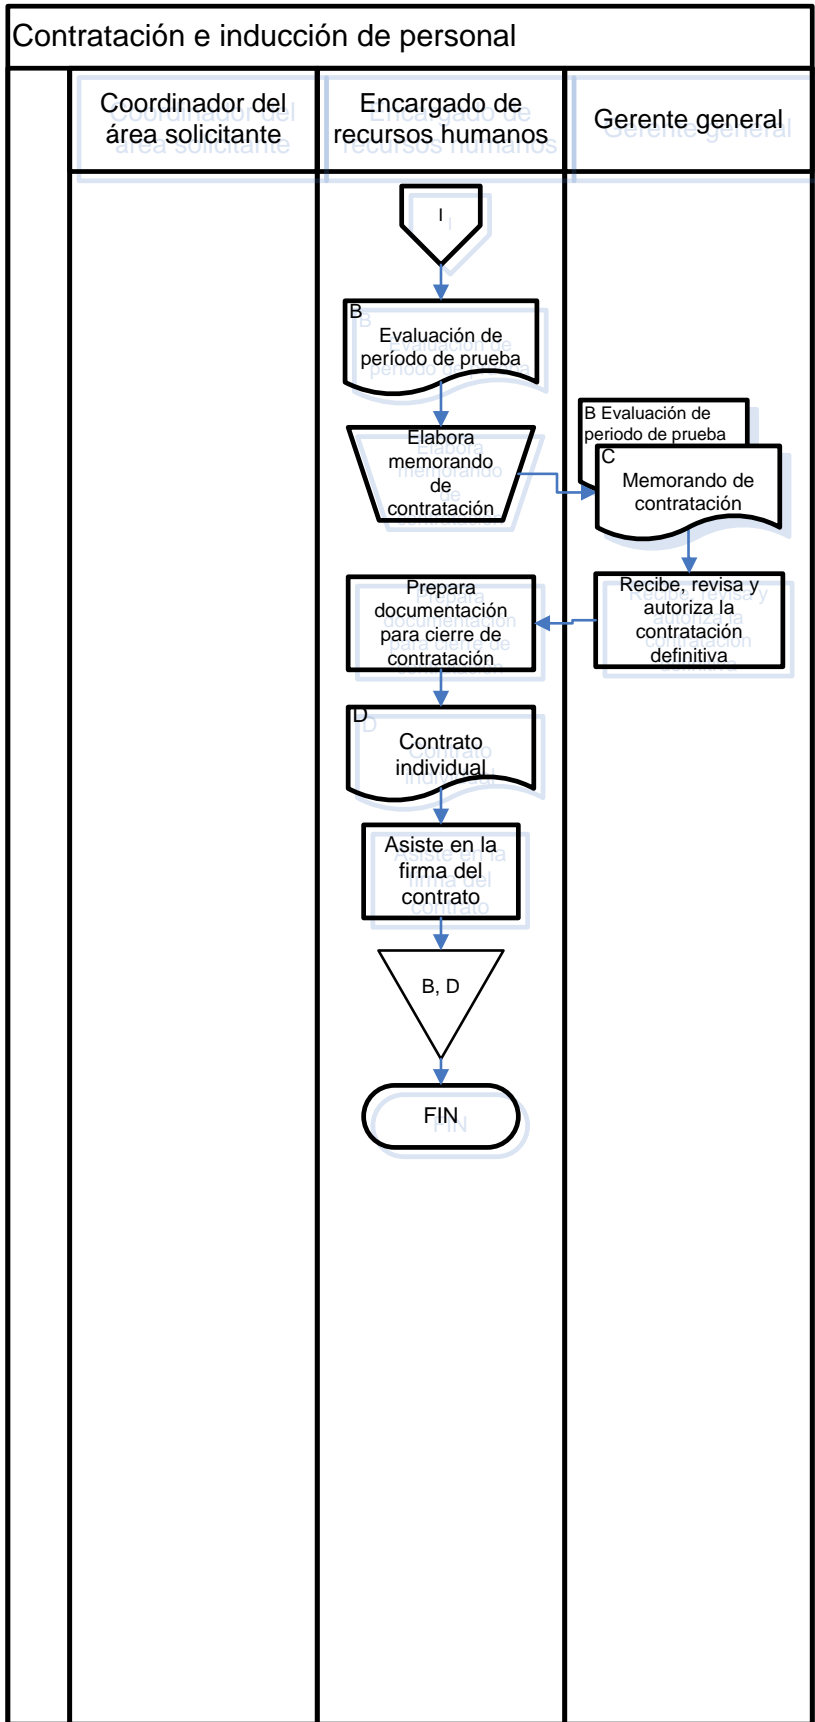 Contratación e inducción de personal
Coordinador del
área solicitante
Encargado de
recursos humanos
Gerente general
I
B
Evaluación de
período de prueba
Elabora
memorando
de
contratación
B Evaluación de
periodo de prueba
C
Memorando de
contratación
Recibe, revisa y
autoriza la
contratación
definitiva
Prepara
documentación
para cierre de
contratación
D
Contrato
individual
Asiste en la
firma del
contrato
B, D
FIN